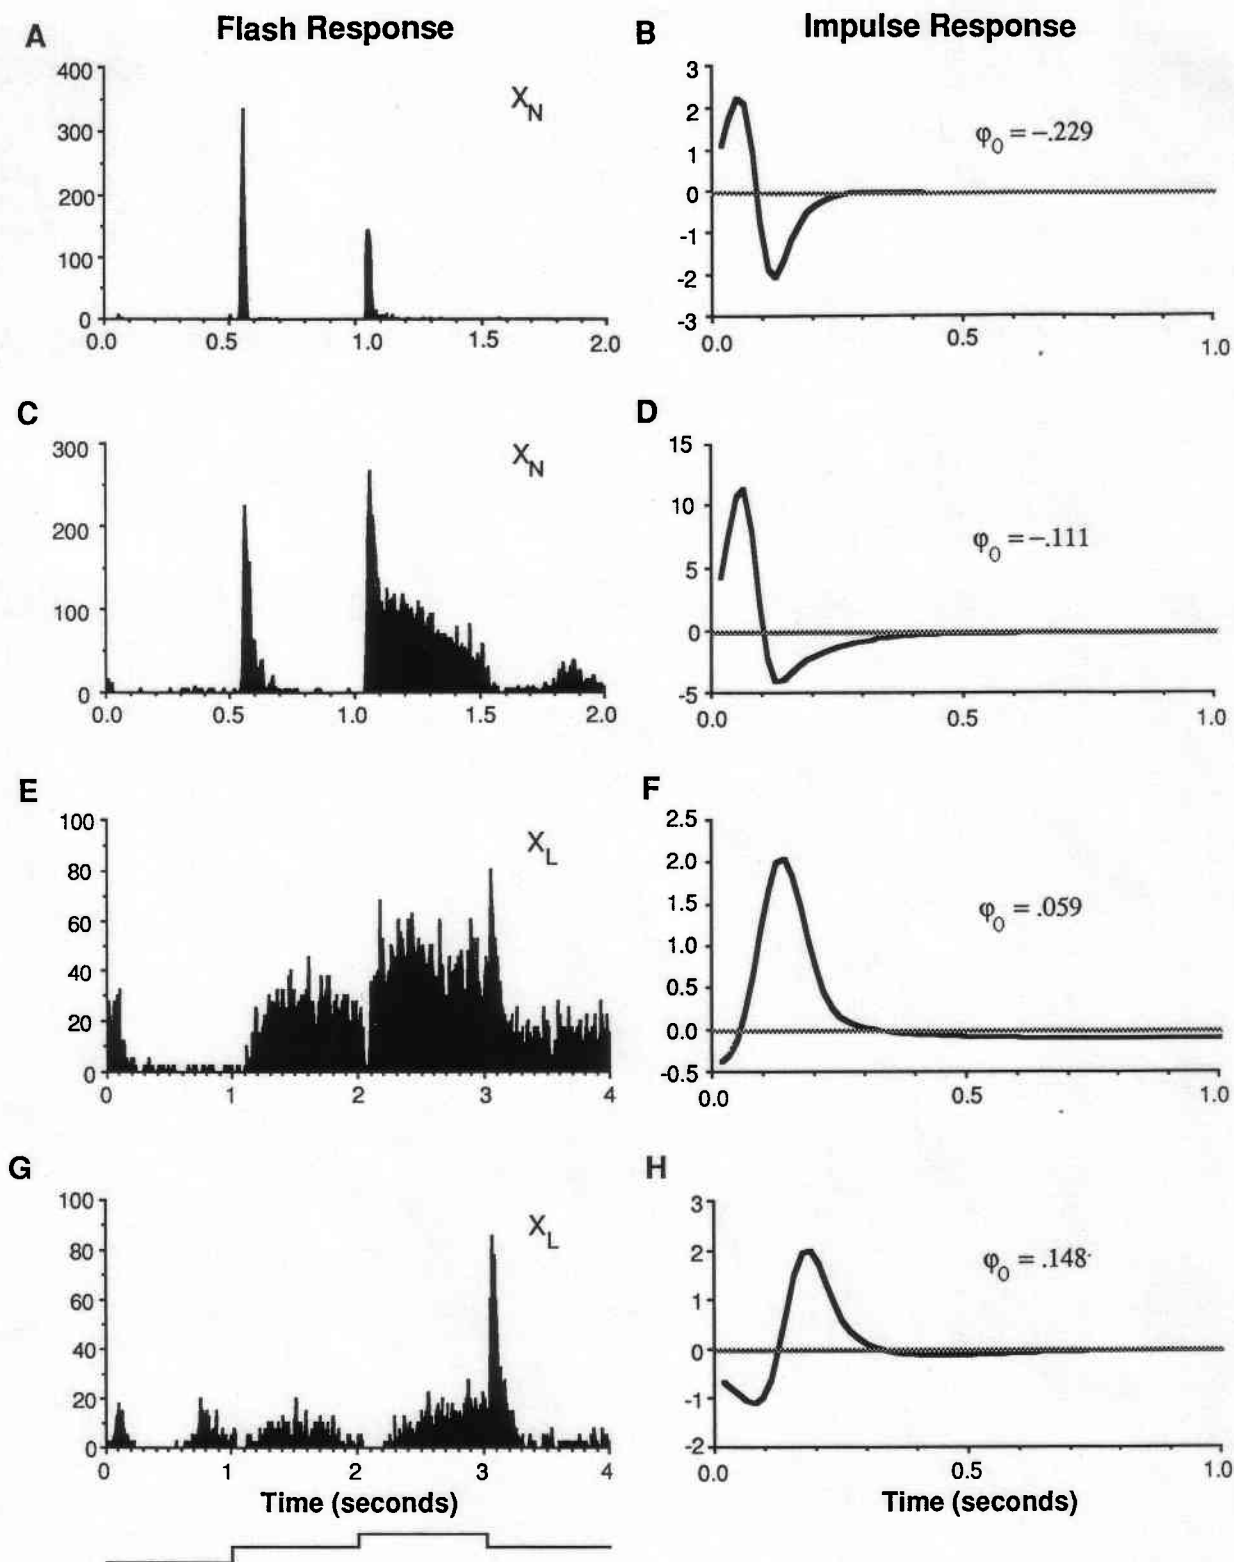 A Flash Response B Impulse Response
400
300
200
100
0
0.0 0.5 1.0 1.5 2.0
X_N
3
2
1
0
-1
-2
-3
0.0 0.5 1.0
φ_0 = -.229
C
300
200
100
0
0.0 0.5 1.0 1.5 2.0
X_N
D
15
10
5
0
-5
0.0 0.5 1.0
φ_0 = -.111
E
100
80
60
40
20
0
0 1 2 3 4
X_L
F
2.5
2.0
1.5
1.0
0.5
0.0
-0.5
0.0 0.5 1.0
φ_0 = .059
G
100
80
60
40
20
0
0 1 2 3 4
X_L
Time (seconds)
H
3
2
1
0
-1
-2
0.0 0.5 1.0
φ_0 = .148
Time (seconds)